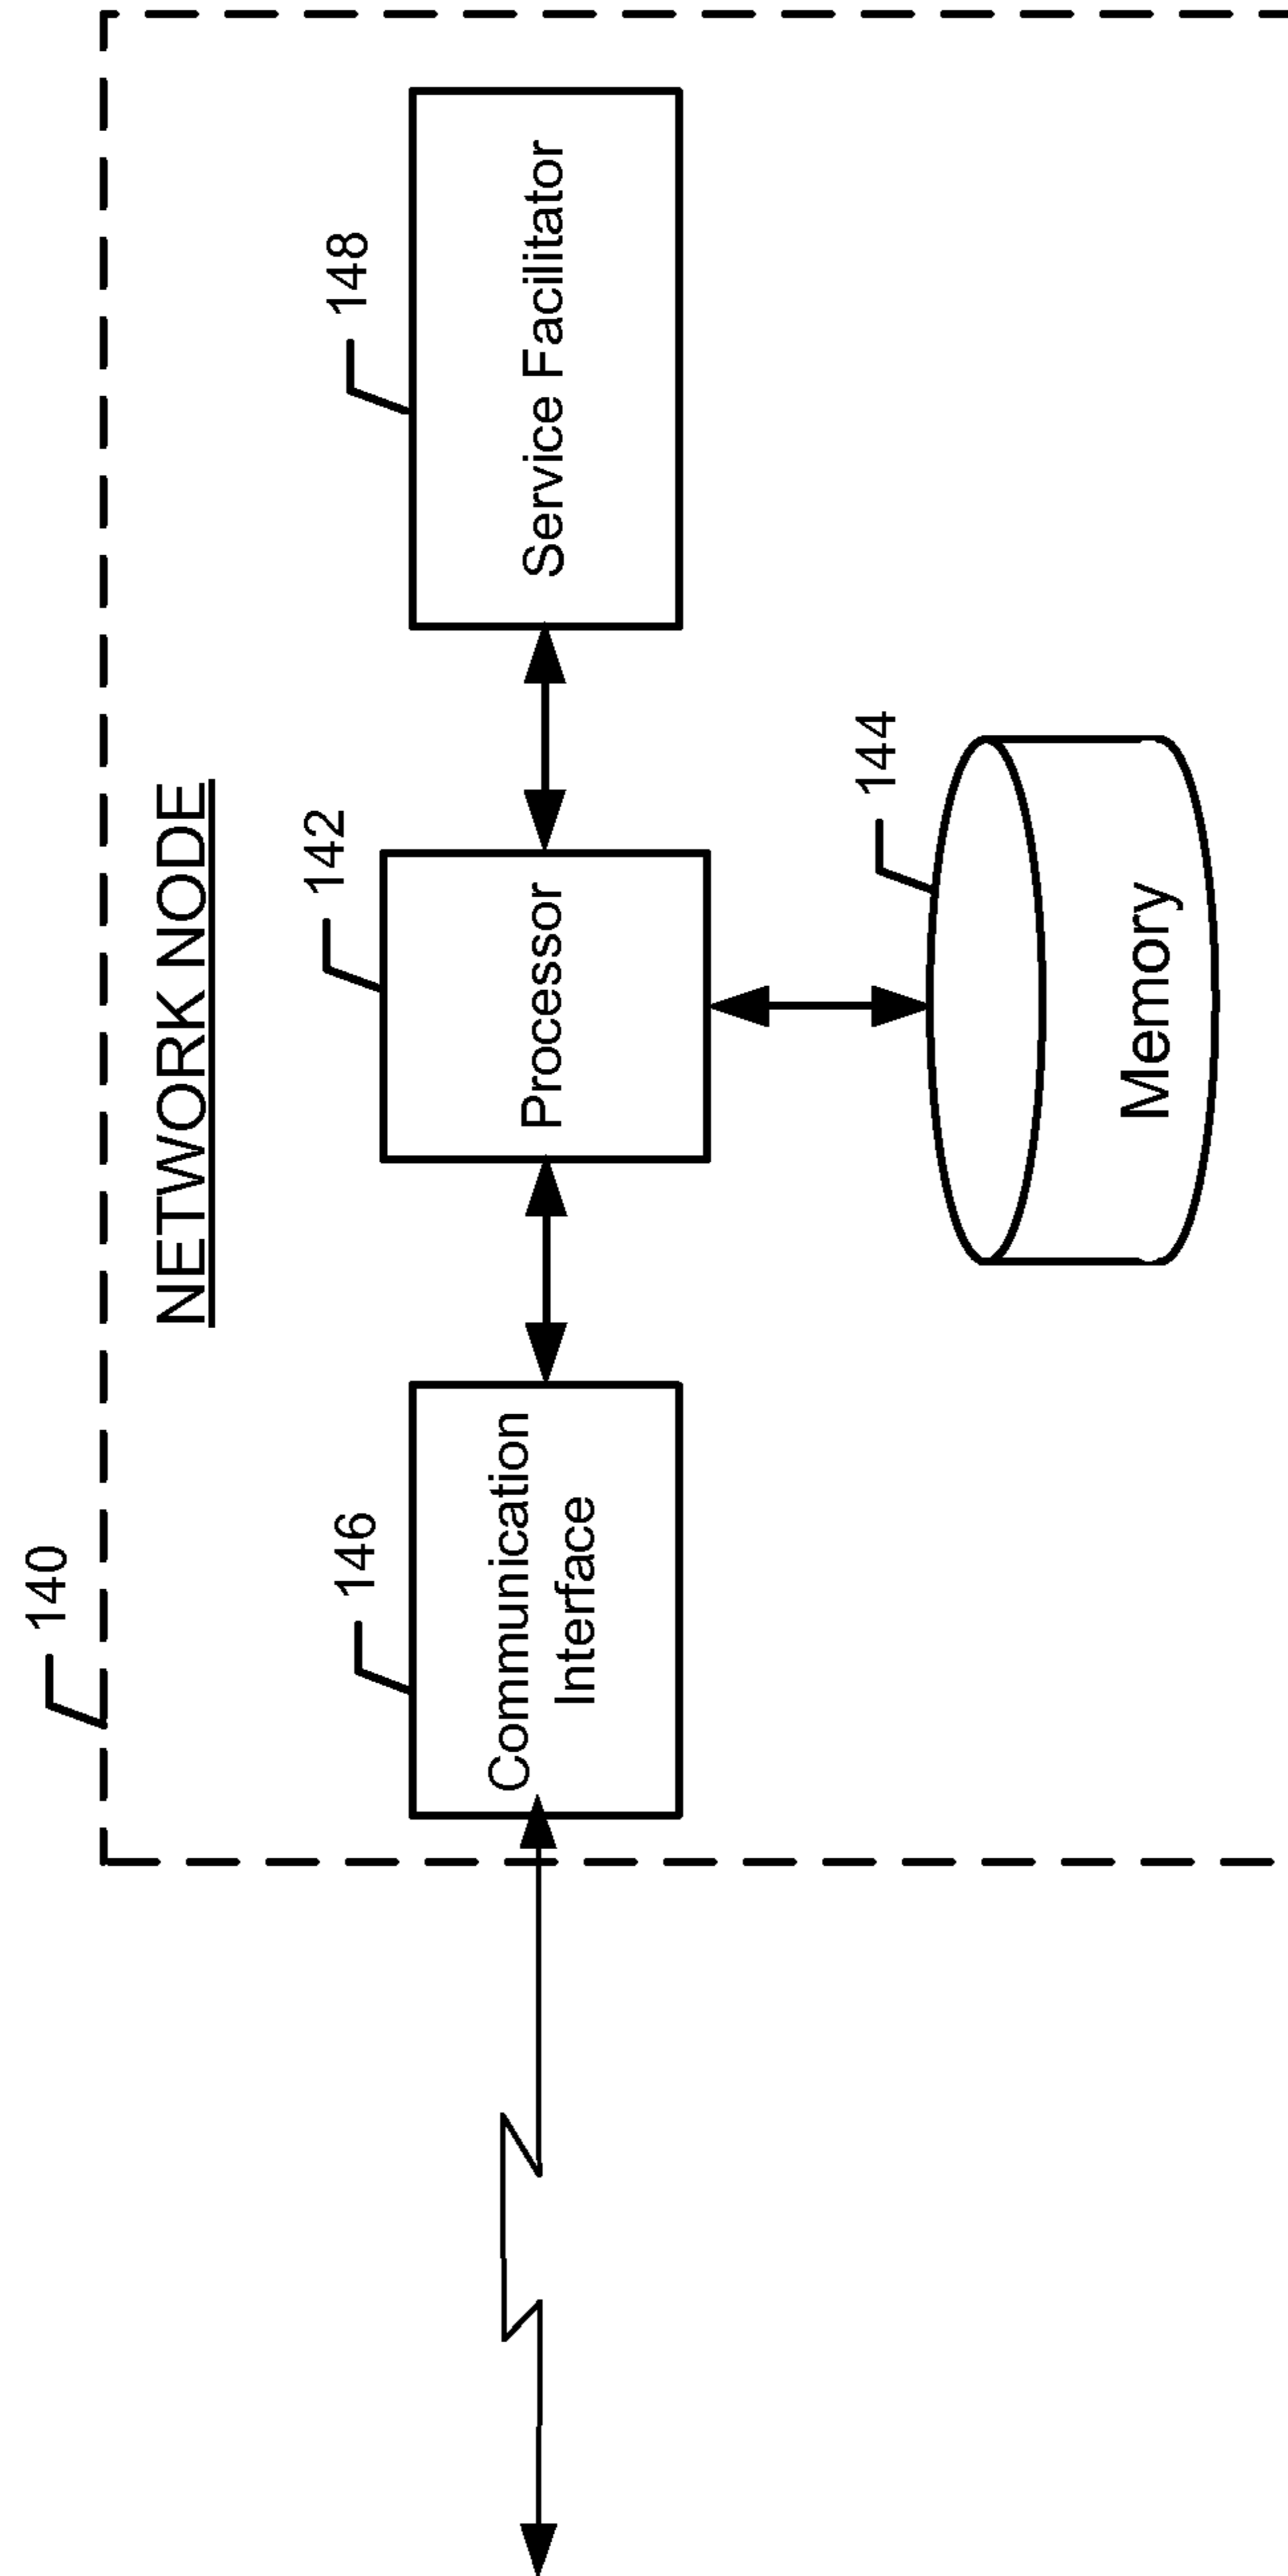 140
NETWORK NODE
146
Communication
Interface
142
Processor
148
Service Facilitator
144
Memory